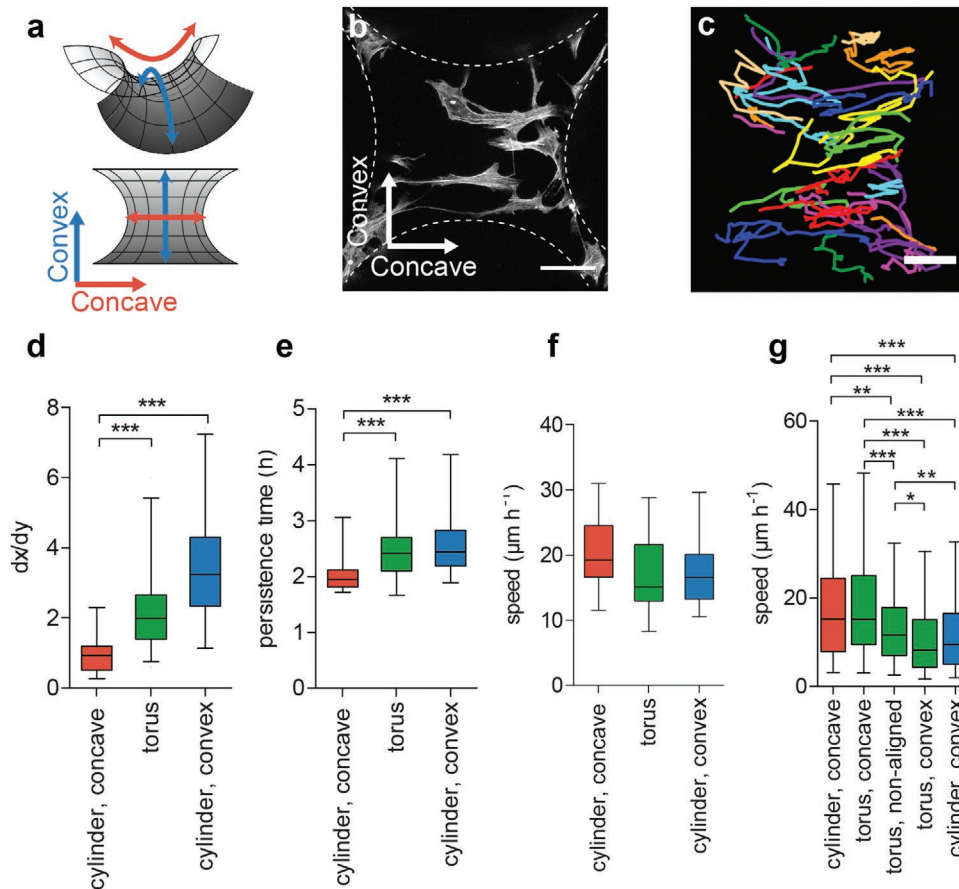 a
Convex
Concave
b
Convex
Concave
c
d
8
6
4
2
0
dx/dy
***
***
cylinder, concave
torus
cylinder, convex
e
5
4
3
2
1
0
persistence time (h)
***
***
cylinder, concave
torus
cylinder, convex
f
40
30
20
10
0
speed (µm h⁻¹)
cylinder, concave
torus
cylinder, convex
g
60
40
20
0
speed (µm h⁻¹)
***
***
**
***
***
***
**
*
cylinder, concave
torus, concave
torus, non-aligned
torus, convex
cylinder, convex